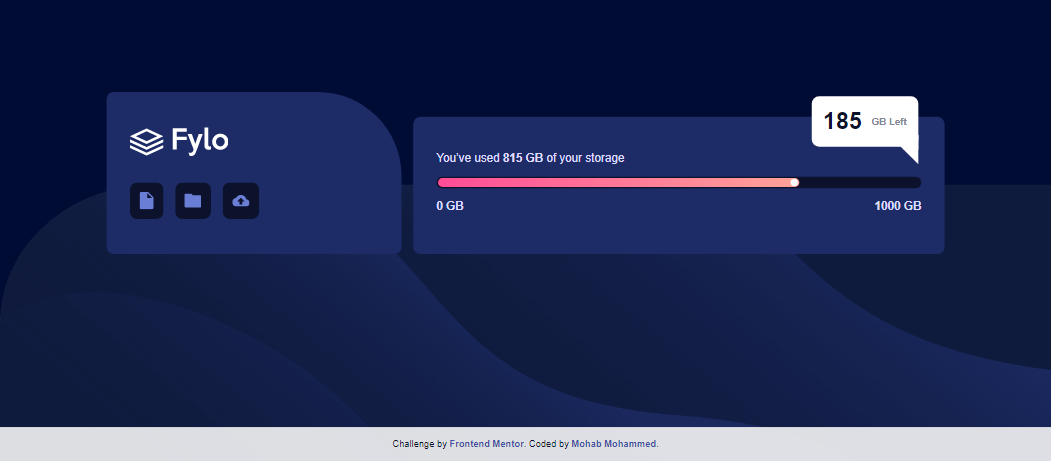 Fylo
185 GB Left
You've used 815 GB of your storage
0 GB
1000 GB
Challenge by Frontend Mentor. Coded by Mohab Mohammed.